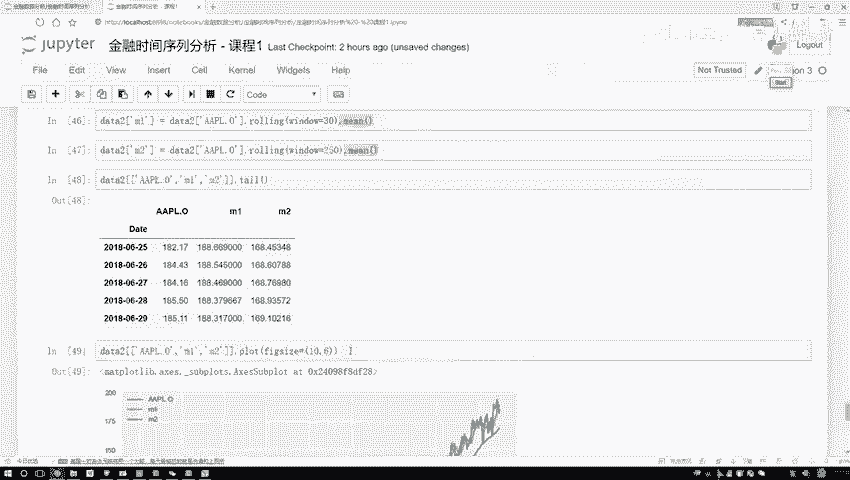 jupyter 金融时间序列分析 - 课程1 Last Checkpoint: 2 hours ago (unsaved changes)
Logout
File Edit View Insert Cell Kernel Widgets Help
Not Trusted
Code
In [46]: data2['m1'] = data2['AAPL.O'].rolling(window=30).mean()
In [47]: data2['m2'] = data2['AAPL.O'].rolling(window=250).mean()
In [48]: data2[['AAPL.O','m1','m2']].tail()
Out[48]:
AAPL.O m1 m2
Date
2018-06-25 182.17 188.669000 168.45348
2018-06-26 184.43 188.545000 168.60788
2018-06-27 184.16 188.469000 168.76980
2018-06-28 185.50 188.379667 168.93572
2018-06-29 185.11 188.317000 169.10216
In [49] data2[['AAPL.O','m1','m2']].plot(figsize=(10,6))
Out[49]: <matplotlib.axes._subplots.AxesSubplot at 0x24098f8df28>
200
AAPL.O
m1
175
m2
150